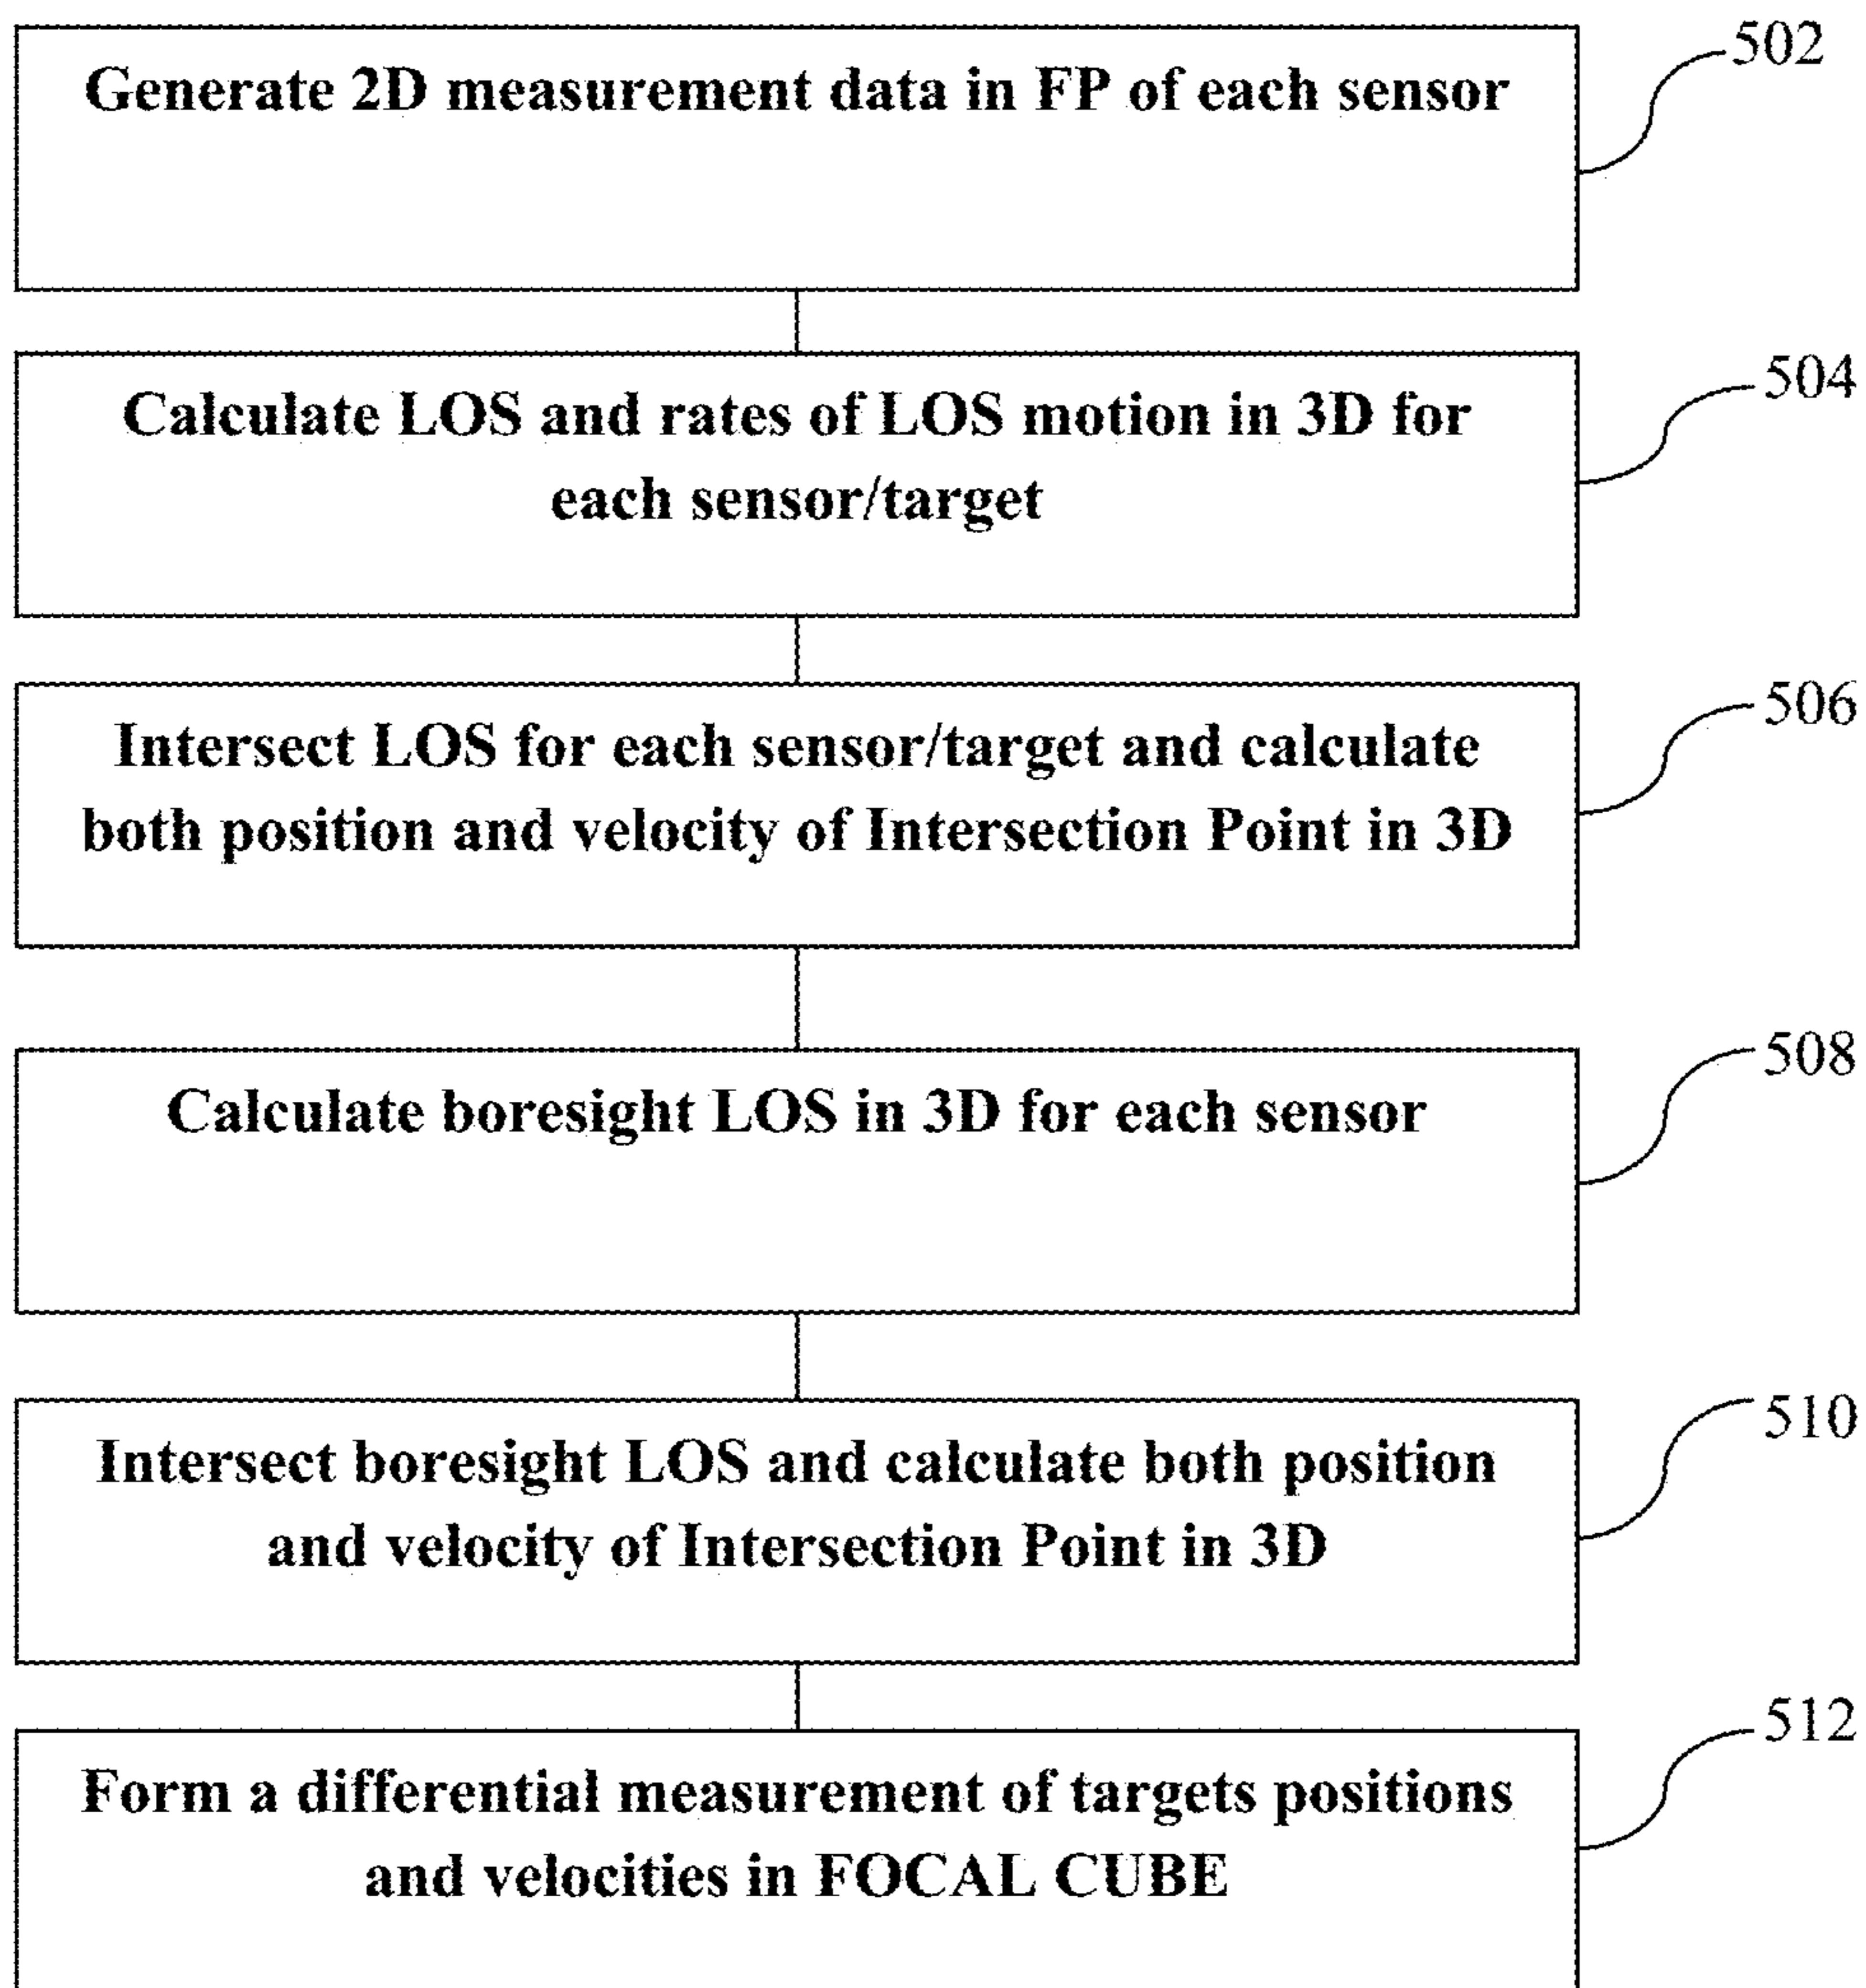 Generate 2D measurement data in FP of each sensor
502
Calculate LOS and rates of LOS motion in 3D for
each sensor/target
504
Intersect LOS for each sensor/target and calculate
both position and velocity of Intersection Point in 3D
506
Calculate boresight LOS in 3D for each sensor
508
Intersect boresight LOS and calculate both position
and velocity of Intersection Point in 3D
510
Form a differential measurement of targets positions
and velocities in FOCAL CUBE
512